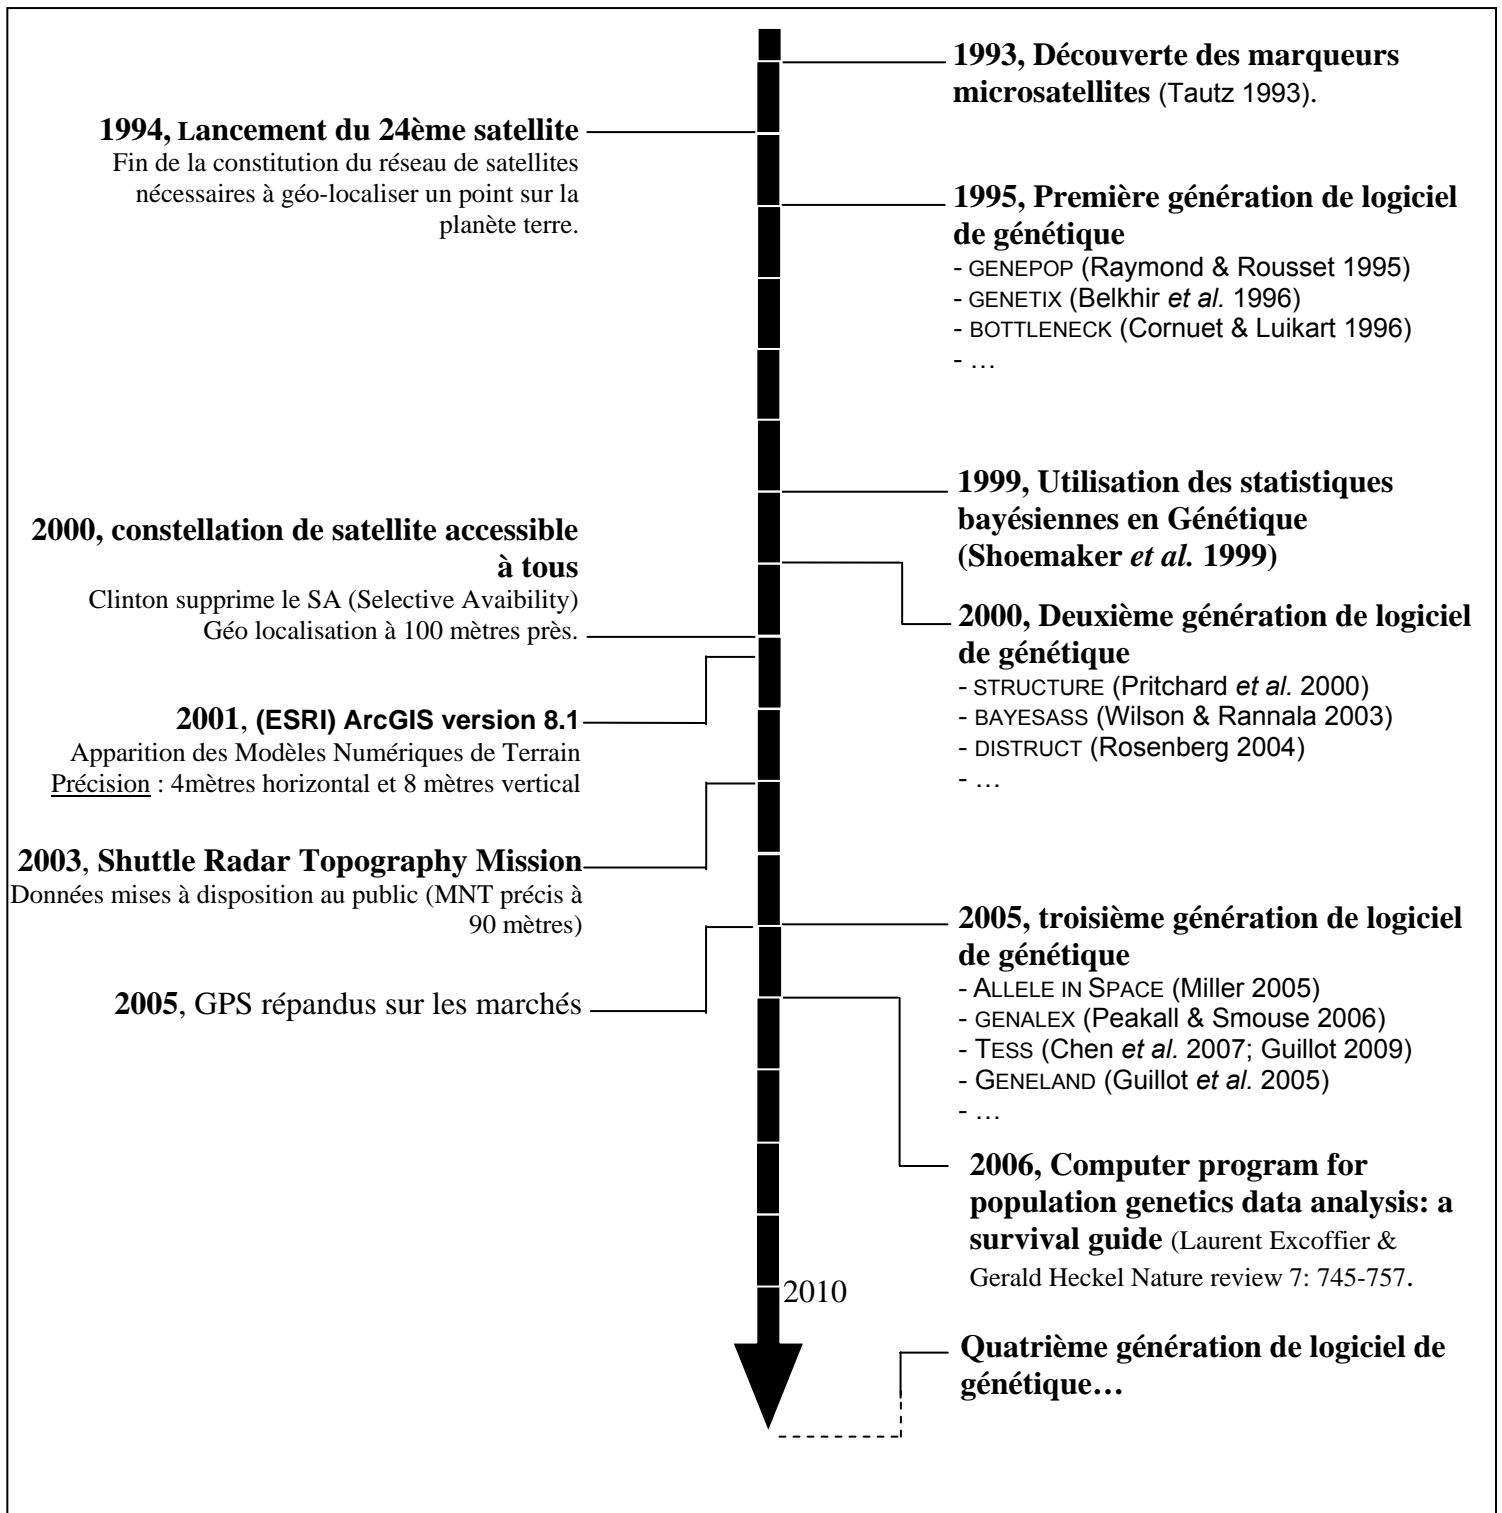 1993, Découverte des marqueurs
microsatellites (Tautz 1993).
1994, Lancement du 24ème satellite
Fin de la constitution du réseau de satellites
nécessaires à géo-localiser un point sur la
planète terre.
1995, Première génération de logiciel
de génétique
- GENEPOP (Raymond & Rousset 1995)
- GENETIX (Belkhir et al. 1996)
- BOTTLENECK (Cornuet & Luikart 1996)
- …
1999, Utilisation des statistiques
bayésiennes en Génétique
(Shoemaker et al. 1999)
2000, constellation de satellite accessible
à tous
Clinton supprime le SA (Selective Avaibility)
Géo localisation à 100 mètres près.
2000, Deuxième génération de logiciel
de génétique
- STRUCTURE (Pritchard et al. 2000)
- BAYESASS (Wilson & Rannala 2003)
- DISTRUCT (Rosenberg 2004)
- …
2001, (ESRI) ArcGIS version 8.1
Apparition des Modèles Numériques de Terrain
Précision : 4mètres horizontal et 8 mètres vertical
2003, Shuttle Radar Topography Mission
Données mises à disposition au public (MNT précis à
90 mètres)
2005, troisième génération de logiciel
de génétique
- ALLELE IN SPACE (Miller 2005)
- GENALEX (Peakall & Smouse 2006)
- TESS (Chen et al. 2007; Guillot 2009)
- GENELAND (Guillot et al. 2005)
- …
2005, GPS répandus sur les marchés
2006, Computer program for
population genetics data analysis: a
survival guide (Laurent Excoffier &
Gerald Heckel Nature review 7: 745-757.
2010
Quatrième génération de logiciel de
génétique…